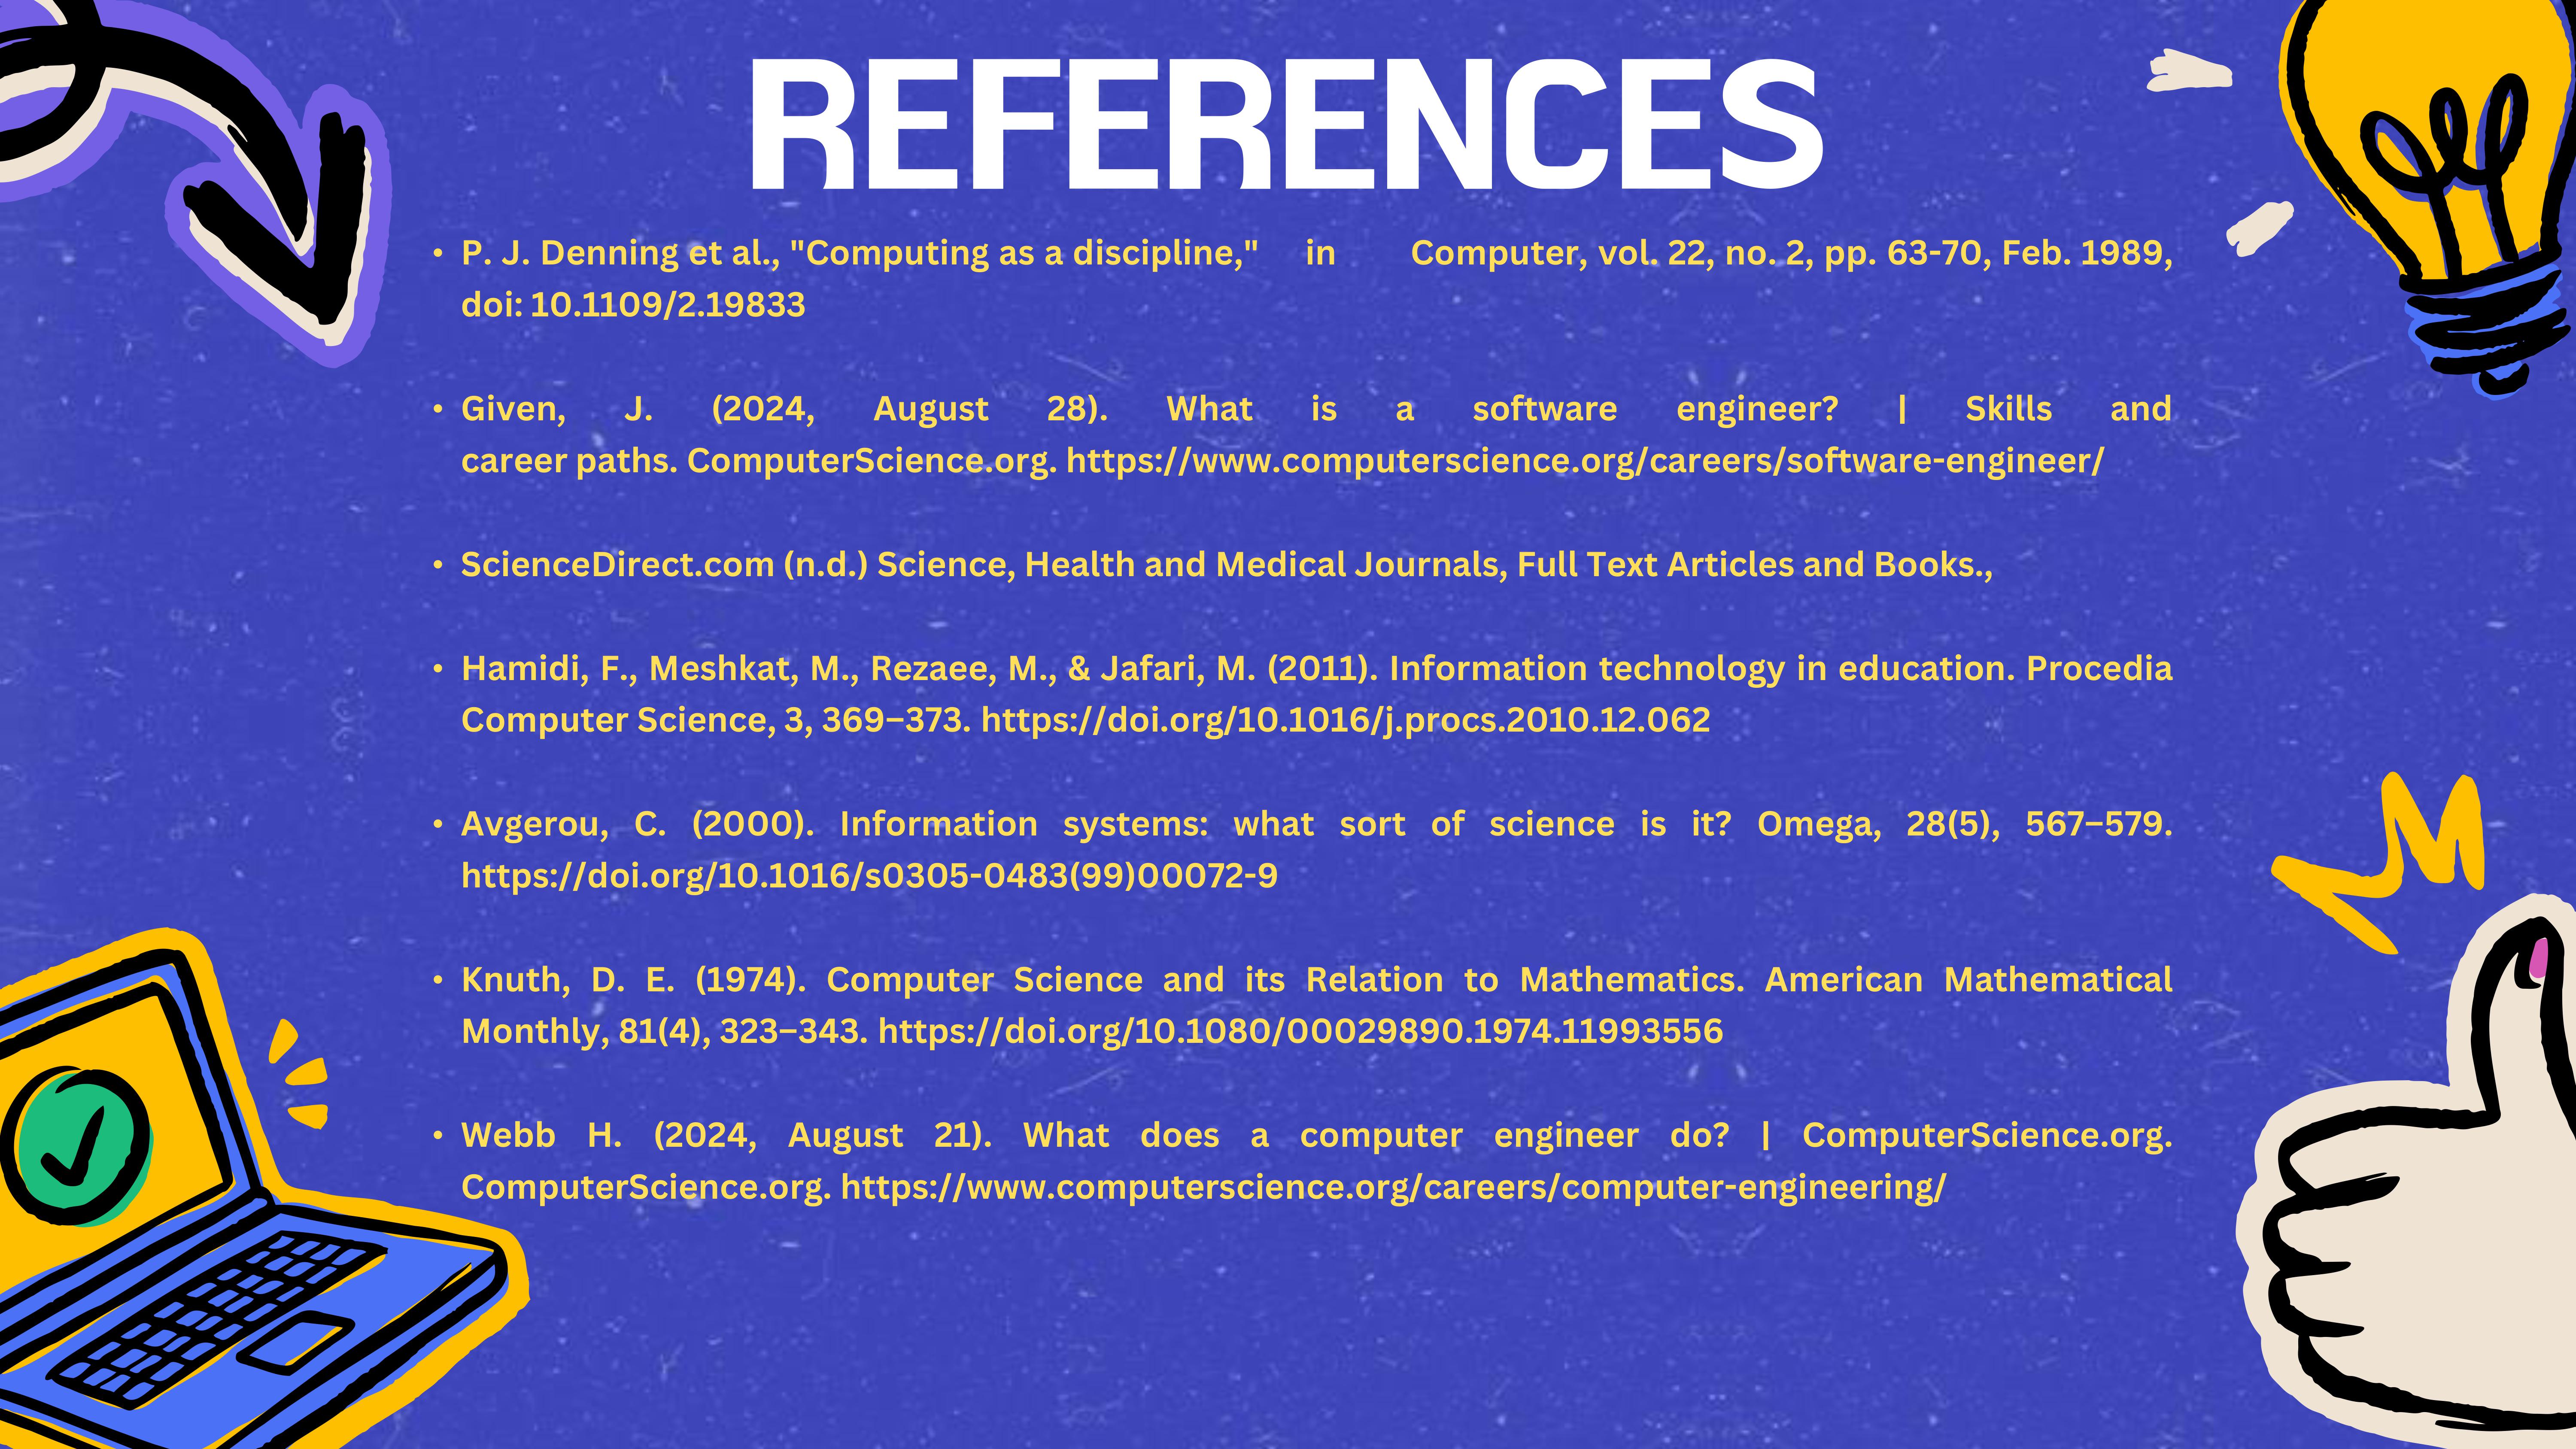 REFERENCES
• P. J. Denning et al., "Computing as a discipline," in Computer, vol. 22, no. 2, pp. 63-70, Feb. 1989,
doi: 10.1109/2.19833
• Given, J. (2024, August 28). What is a software engineer? | Skills and
career paths. ComputerScience.org. https://www.computerscience.org/careers/software-engineer/
• ScienceDirect.com (n.d.) Science, Health and Medical Journals, Full Text Articles and Books.,
• Hamidi, F., Meshkat, M., Rezaee, M., & Jafari, M. (2011). Information technology in education. Procedia
Computer Science, 3, 369–373. https://doi.org/10.1016/j.procs.2010.12.062
• Avgerou, C. (2000). Information systems: what sort of science is it? Omega, 28(5), 567–579.
https://doi.org/10.1016/s0305-0483(99)00072-9
• Knuth, D. E. (1974). Computer Science and its Relation to Mathematics. American Mathematical
Monthly, 81(4), 323–343. https://doi.org/10.1080/00029890.1974.11993556
• Webb H. (2024, August 21). What does a computer engineer do? | ComputerScience.org.
ComputerScience.org. https://www.computerscience.org/careers/computer-engineering/